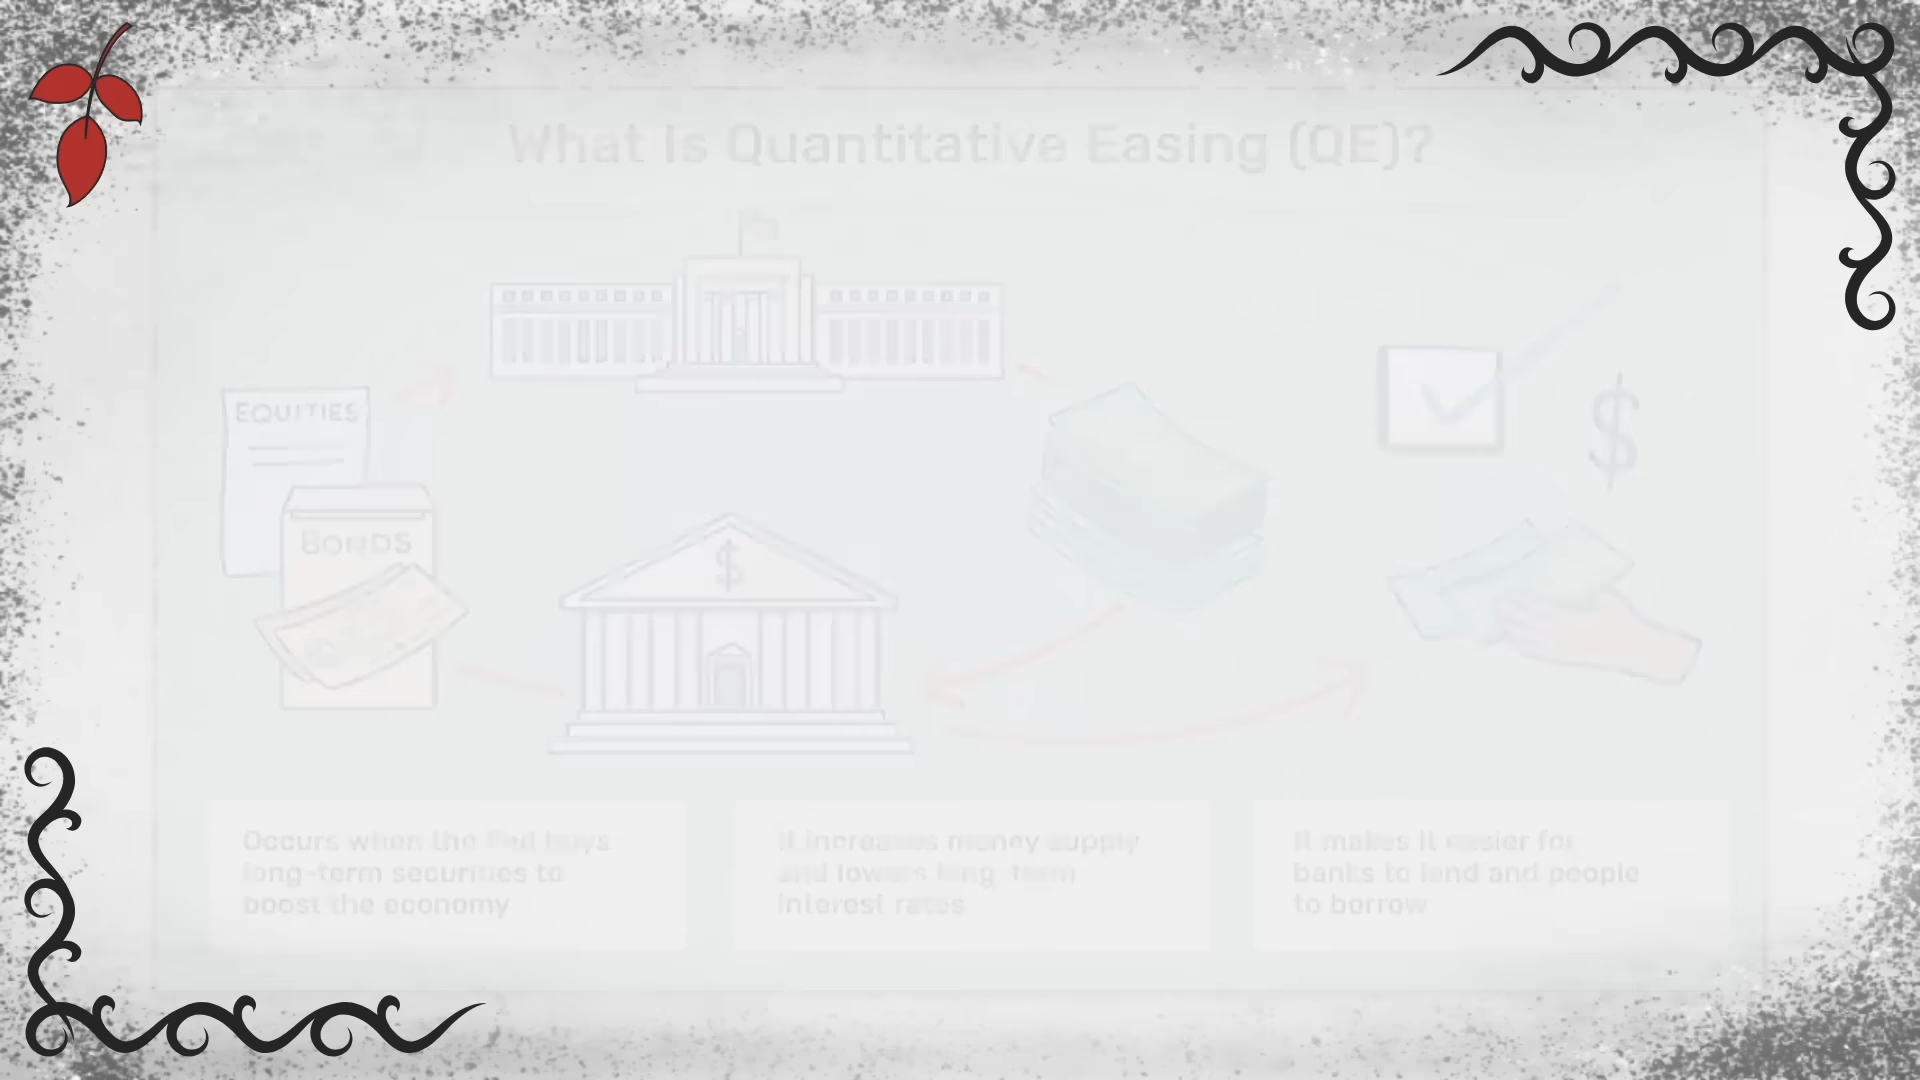 What Is Quantitative Easing (QE)?
EQUITIES
BONDS
$
$
Occurs when the Fed buys
long-term securities to
boost the economy
It increases money supply
and lowers long-term
interest rates
It makes it easier for
banks to lend and people
to borrow